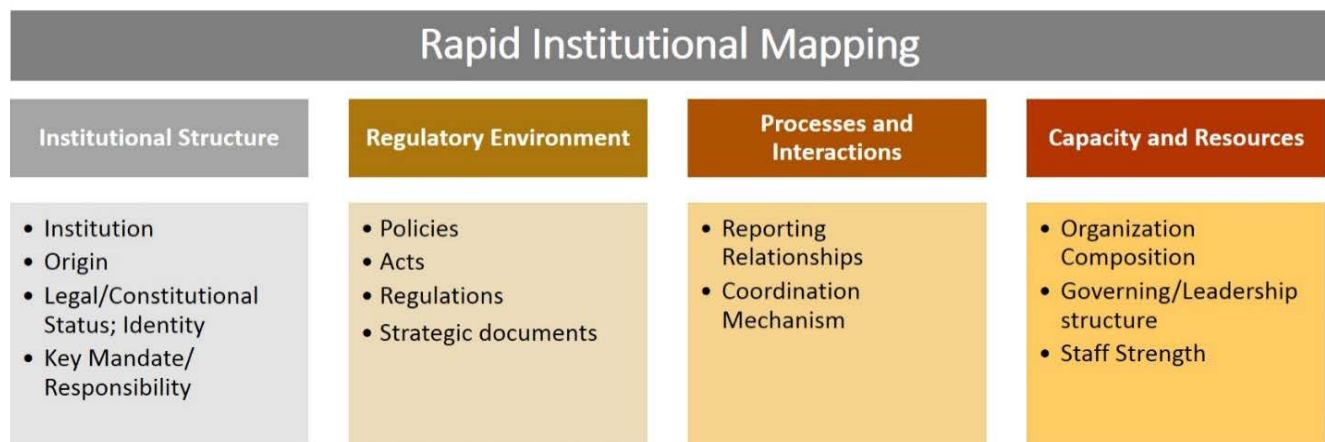 Rapid Institutional Mapping
Institutional Structure
• Institution
• Origin
• Legal/Constitutional
Status; Identity
• Key Mandate/
Responsibility
Regulatory Environment
• Policies
• Acts
• Regulations
• Strategic documents
Processes and
Interactions
• Reporting
Relationships
• Coordination
Mechanism
Capacity and Resources
• Organization
Composition
• Governing/Leadership
structure
• Staff Strength